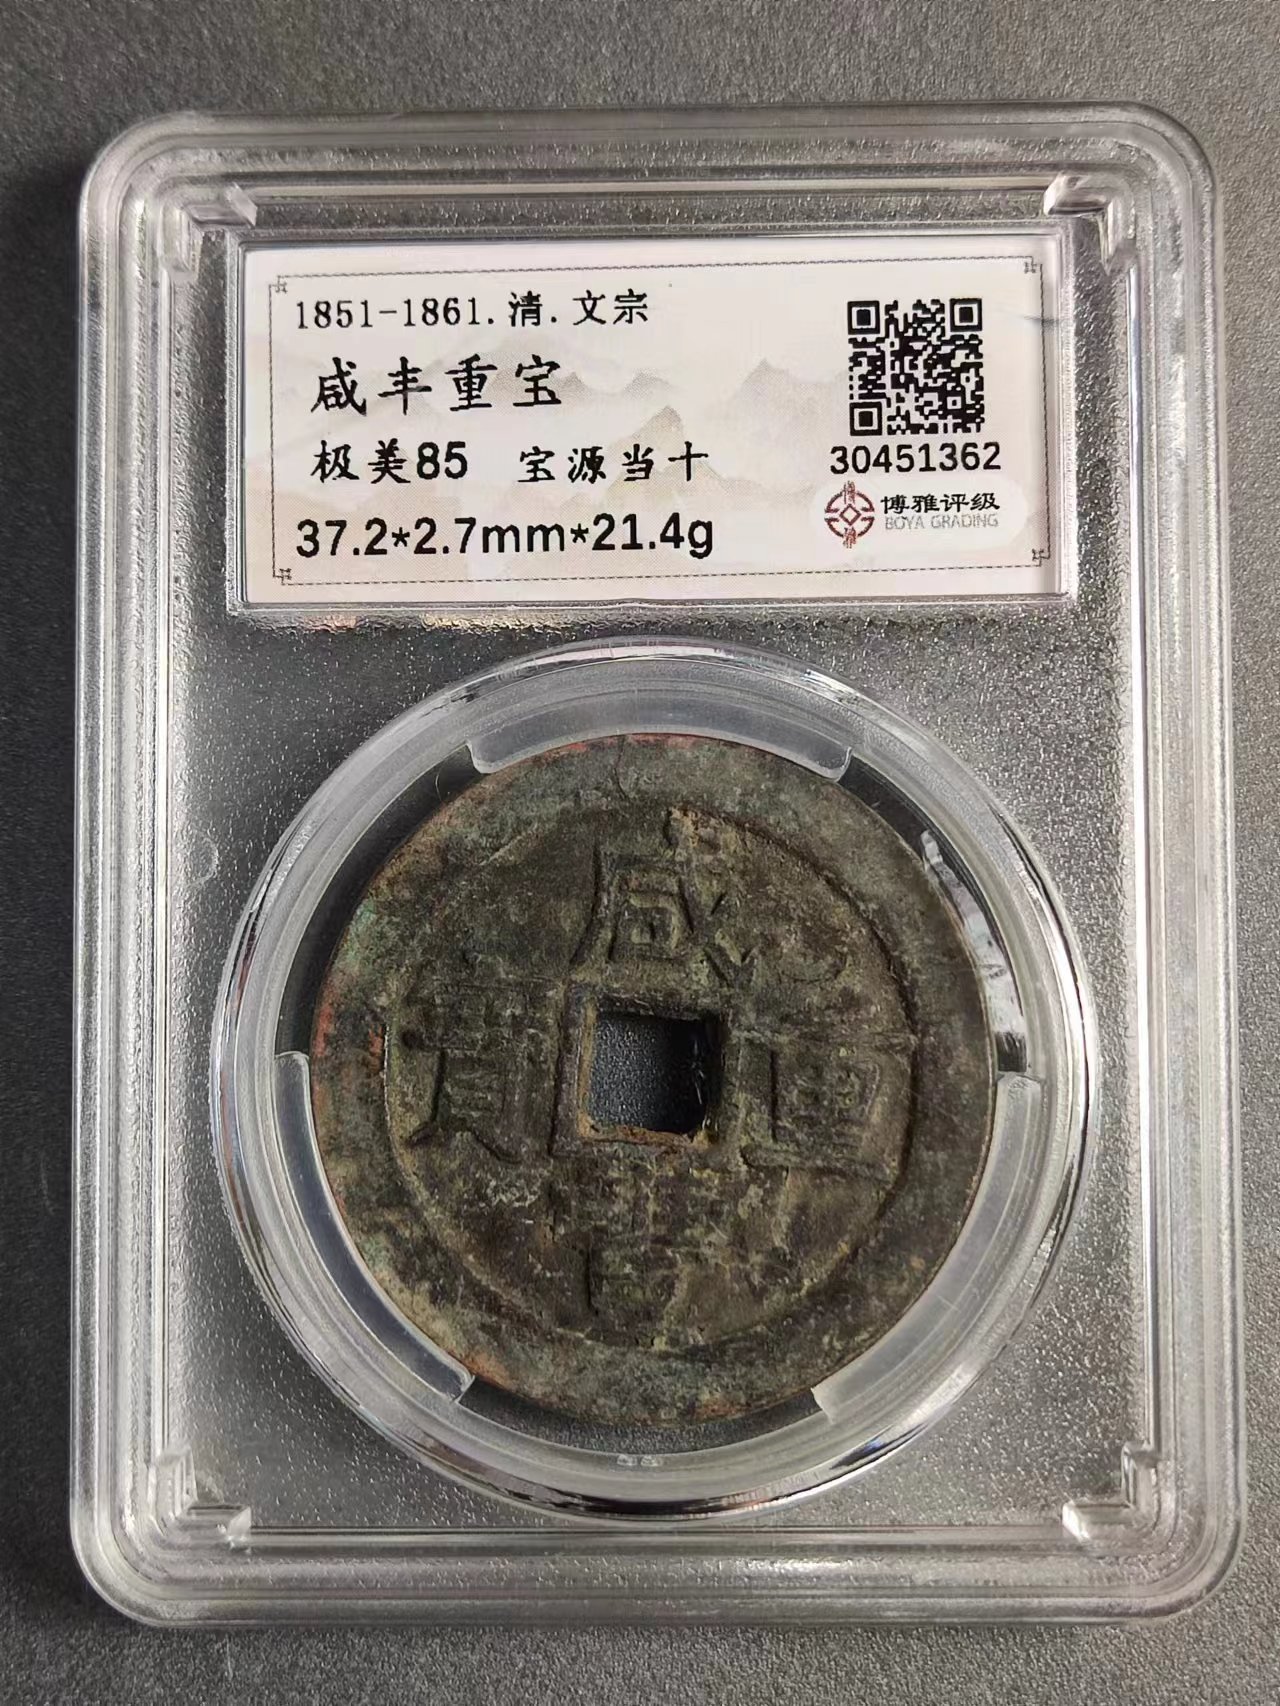 1851-1861.清.文宗
咸丰重宝
极美85 宝源当十
37.2*2.7mm*21.4g
30451362
博雅评级
BOYA GRADING
咸
寶 重
豐